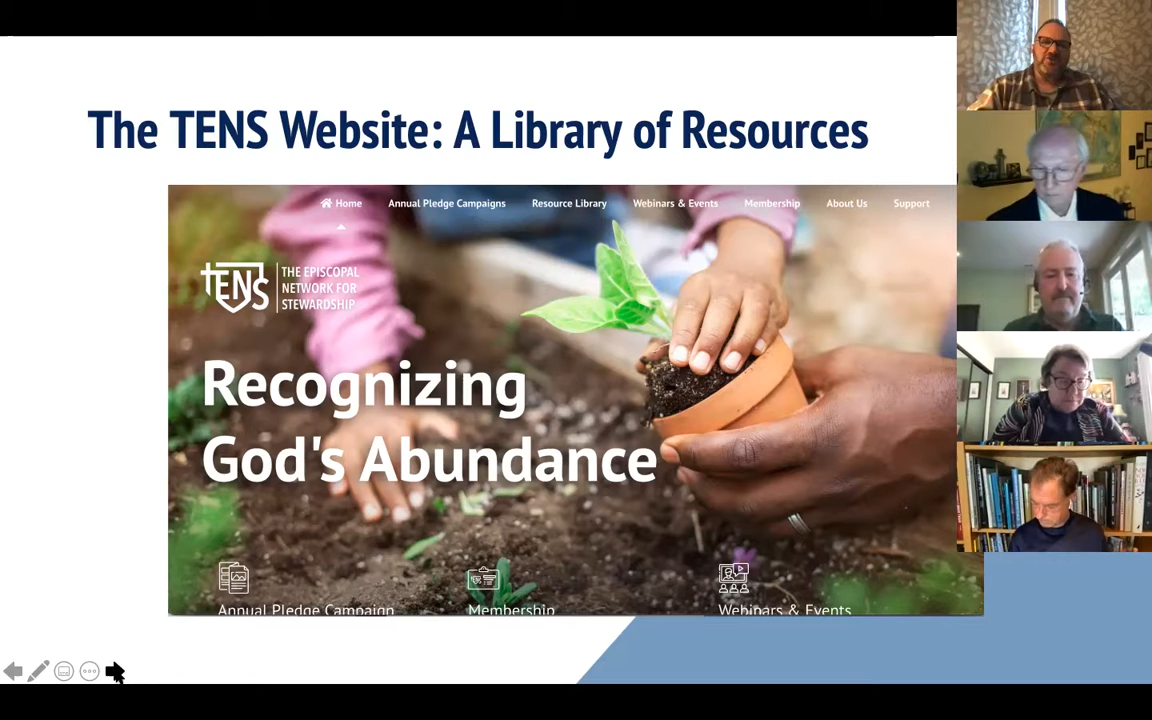 The TENS Website: A Library of Resources
Home Annual Pledge Campaigns Resource Library Webinars & Events Membership About Us Support
TENS
THE EPISCOPAL
NETWORK FOR
STEWARDSHIP
Recognizing
God's Abundance
Annual Pledge Campaign Membership Webinars & Events